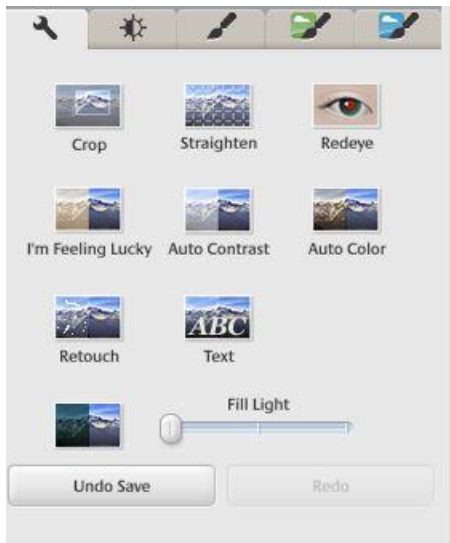 Crop Straighten Redeye
I'm Feeling Lucky Auto Contrast Auto Color
ABC
Retouch Text
Fill Light
Undo Save Redo